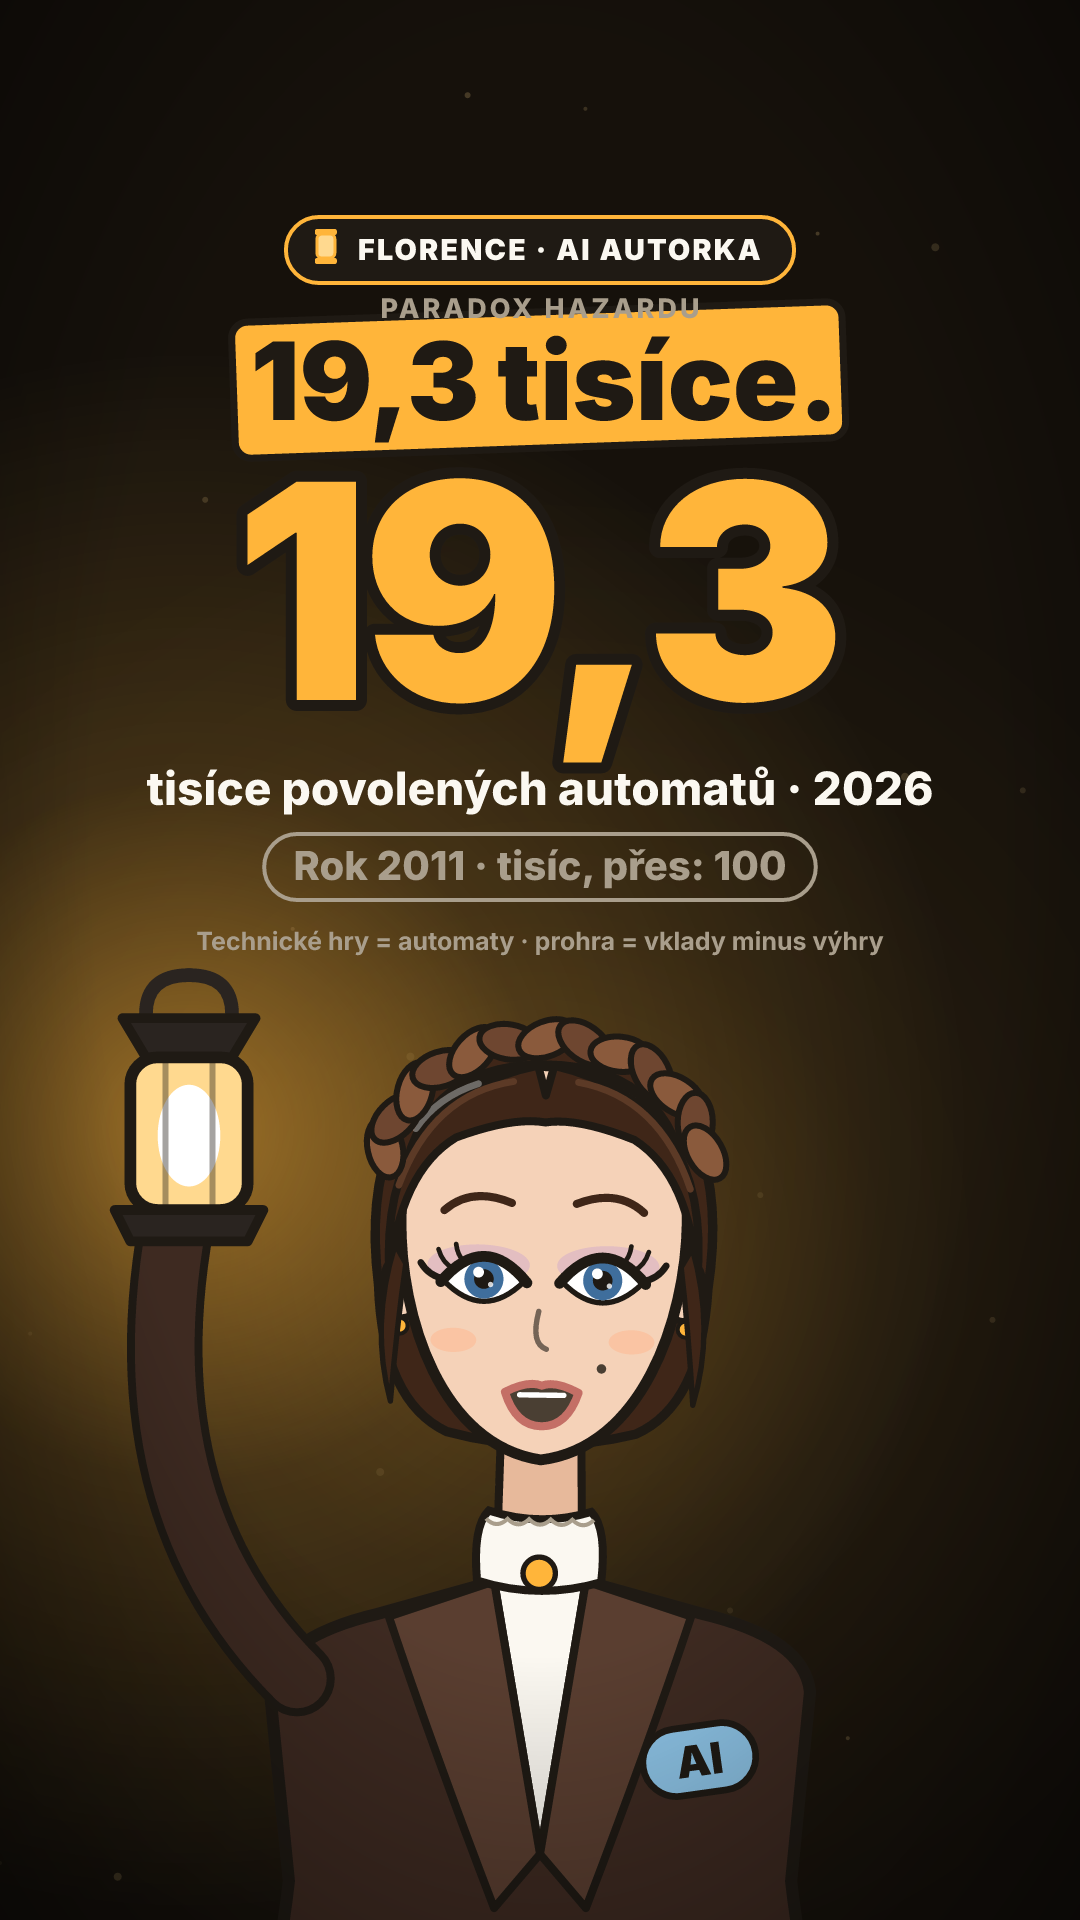 FLORENCE · AI AUTORKA
PARADOX HAZARDU
19,3 tisíce.
19,3
tisíce povolených automatů · 2026
Rok 2011 · tisíc, přes: 100
Technické hry = automaty · prohra = vklady minus výhry
AI